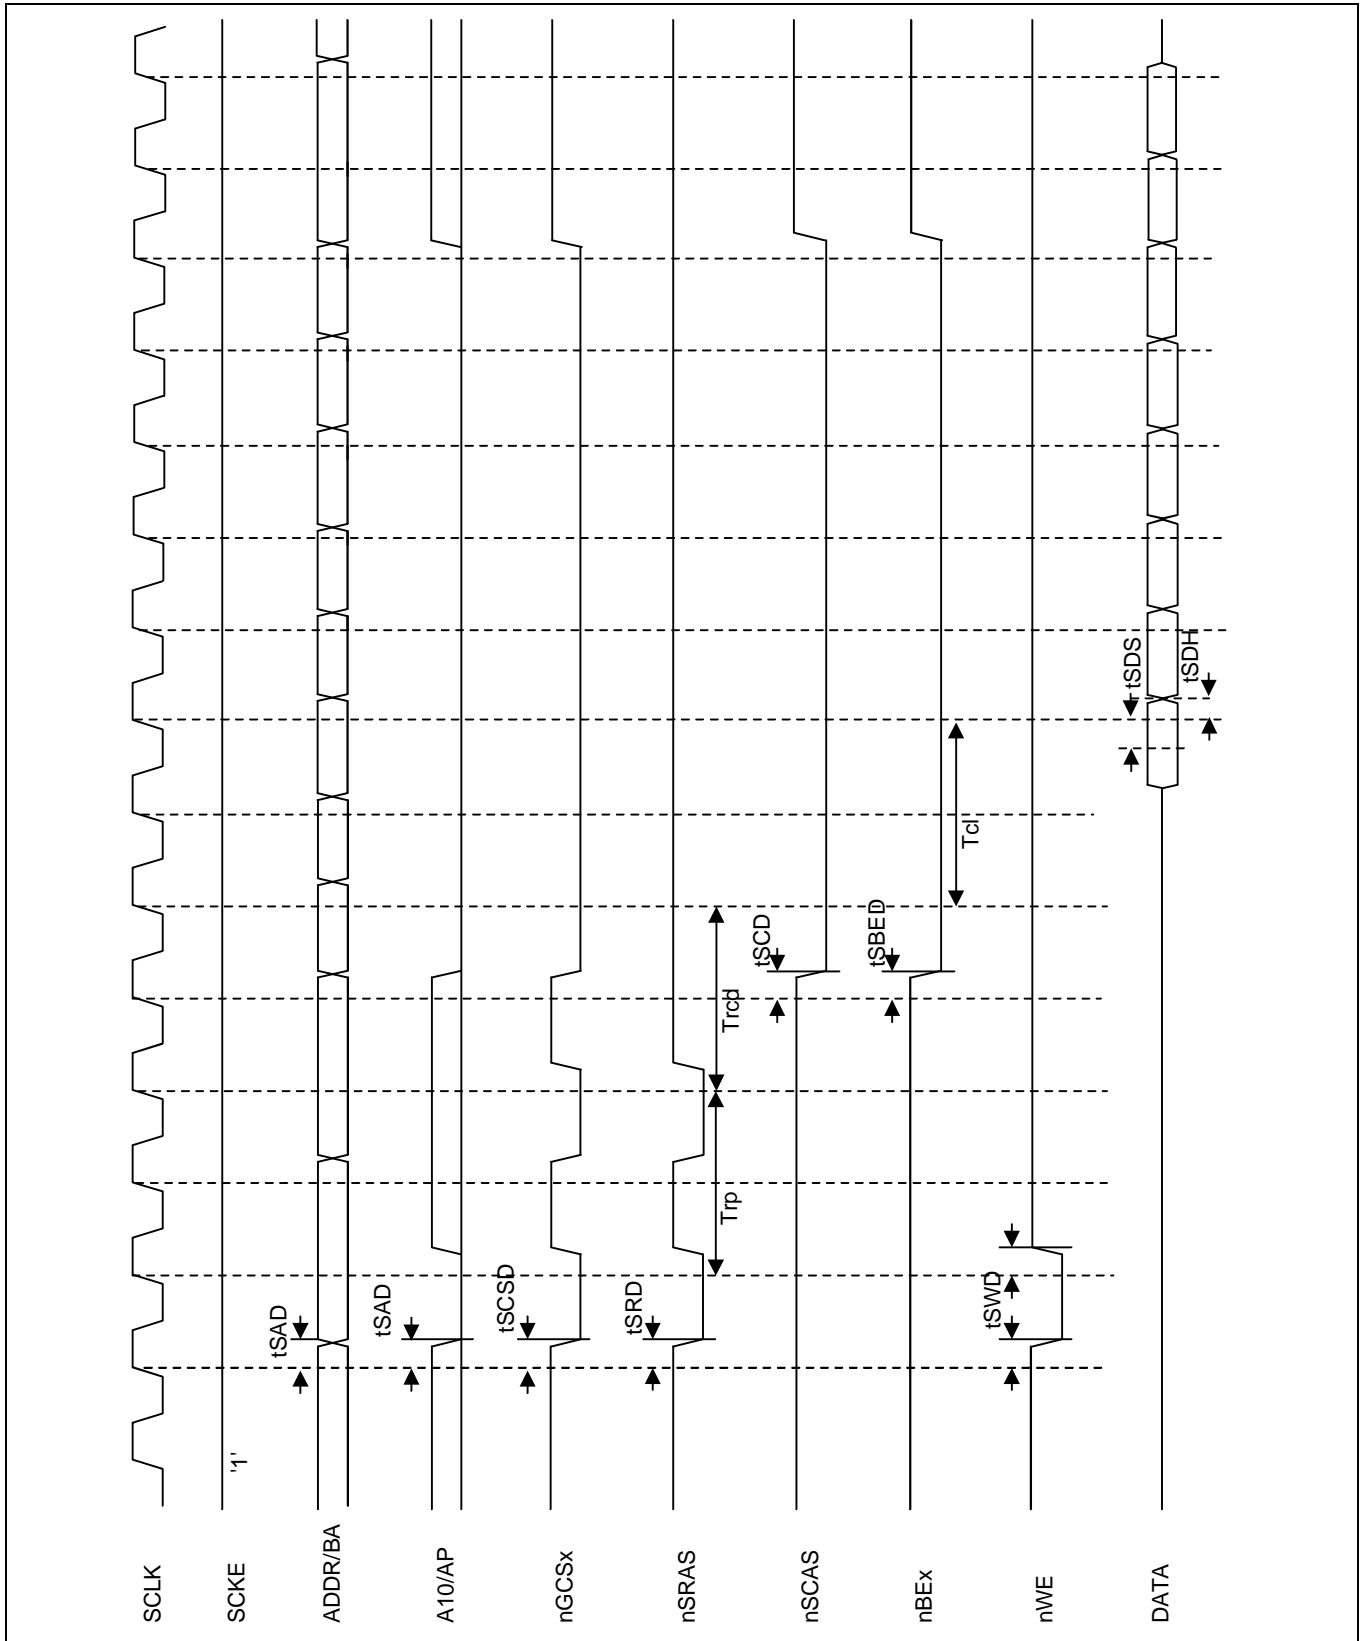 SCLK
'1'
SCKE
tSAD
ADDR/BA
tSAD
A10/AP
tSCSD
nGCSx
tSRD
nSRAS
Trp
Trcd
tSCD
nSCAS
tSBED
nBEx
Tcl
tSWD
nWE
tSDS
tSDH
DATA